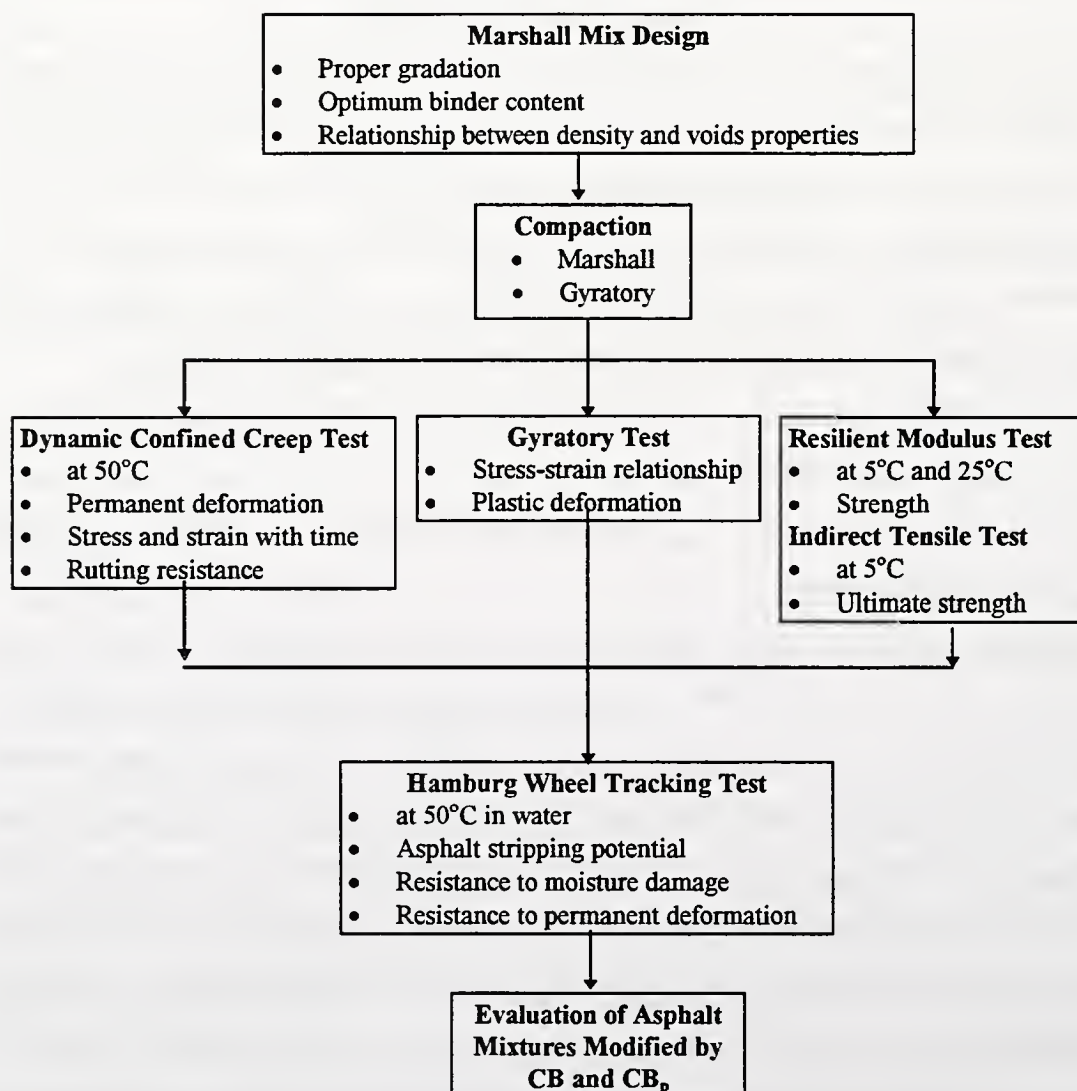 Marshall Mix Design
• Proper gradation
• Optimum binder content
• Relationship between density and voids properties
Compaction
• Marshall
• Gyratory
Dynamic Confined Creep Test
• at 50°C
• Permanent deformation
• Stress and strain with time
• Rutting resistance
Gyratory Test
• Stress-strain relationship
• Plastic deformation
Resilient Modulus Test
• at 5°C and 25°C
• Strength
Indirect Tensile Test
• at 5°C
• Ultimate strength
Hamburg Wheel Tracking Test
• at 50°C in water
• Asphalt stripping potential
• Resistance to moisture damage
• Resistance to permanent deformation
Evaluation of Asphalt
Mixtures Modified by
CB and CBₚ